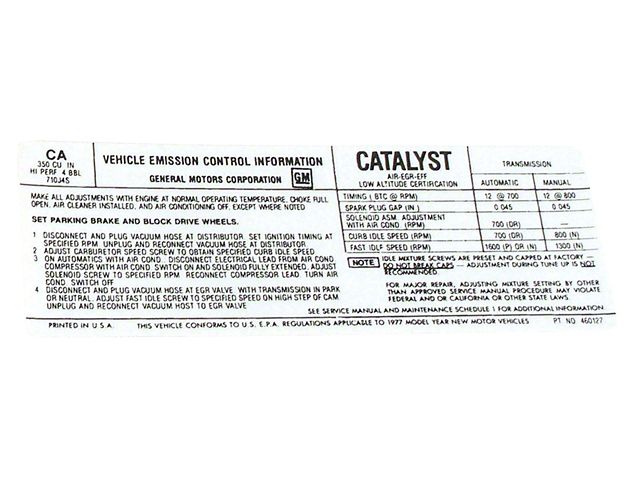 CA
350 CU IN
HI PERF 4 BBL
710J4S
VEHICLE EMISSION CONTROL INFORMATION
GENERAL MOTORS CORPORATION GM
CATALYST
AIR-EGR-EFF
LOW ALTITUDE CERTIFICATION
TRANSMISSION
AUTOMATIC MANUAL
MAKE ALL ADJUSTMENTS WITH ENGINE AT NORMAL OPERATING TEMPERATURE, CHOKE FULL
OPEN, AIR CLEANER INSTALLED, AND AIR CONDITIONING OFF, EXCEPT WHERE NOTED
SET PARKING BRAKE AND BLOCK DRIVE WHEELS.
1 DISCONNECT AND PLUG VACUUM HOSE AT DISTRIBUTOR. SET IGNITION TIMING AT
SPECIFIED RPM. UNPLUG AND RECONNECT VACUUM HOSE AT DISTRIBUTOR
2 ADJUST CARBURETOR SPEED SCREW TO OBTAIN SPECIFIED CURB IDLE SPEED
3 ON AUTOMATICS WITH AIR COND. DISCONNECT ELECTRICAL LEAD FROM AIR COND.
COMPRESSOR WITH AIR COND. SWITCH ON AND SOLENOID FULLY EXTENDED. ADJUST
SOLENOID SCREW TO SPECIFIED RPM. RECONNECT COMPRESSOR LEAD, TURN AIR
COND. SWITCH OFF
4 DISCONNECT AND PLUG VACUUM HOSE AT EGR VALVE. WITH TRANSMISSION IN PARK
OR NEUTRAL, ADJUST FAST IDLE SCREW TO SPECIFIED SPEED ON HIGH STEP OF CAM.
UNPLUG AND RECONNECT VACUUM HOSE TO EGR VALVE
TIMING (°BTC @ RPM) 12 @ 700 12 @ 800
SPARK PLUG GAP (IN.) 0.045 0.045
SOLENOID ASM. ADJUSTMENT
WITH AIR COND. (RPM) 700 (DR) —
CURB IDLE SPEED (RPM) 700 (DR) 800 (N)
FAST IDLE SPEED (RPM) 1600 (P) OR (N) 1300 (N)
NOTE IDLE MIXTURE SCREWS ARE PRESET AND CAPPED AT FACTORY —
DO NOT BREAK CAPS — ADJUSTMENT DURING TUNE UP IS NOT
RECOMMENDED.
FOR MAJOR REPAIR, ADJUSTING MIXTURE SETTING BY OTHER
THAN APPROVED SERVICE MANUAL PROCEDURE MAY VIOLATE
FEDERAL AND OR CALIFORNIA OR OTHER STATE LAWS.
SEE SERVICE MANUAL AND MAINTENANCE SCHEDULE 1 FOR ADDITIONAL INFORMATION
PRINTED IN U.S.A. THIS VEHICLE CONFORMS TO U.S. E.P.A. REGULATIONS APPLICABLE TO 1977 MODEL YEAR NEW MOTOR VEHICLES PT NO 460127